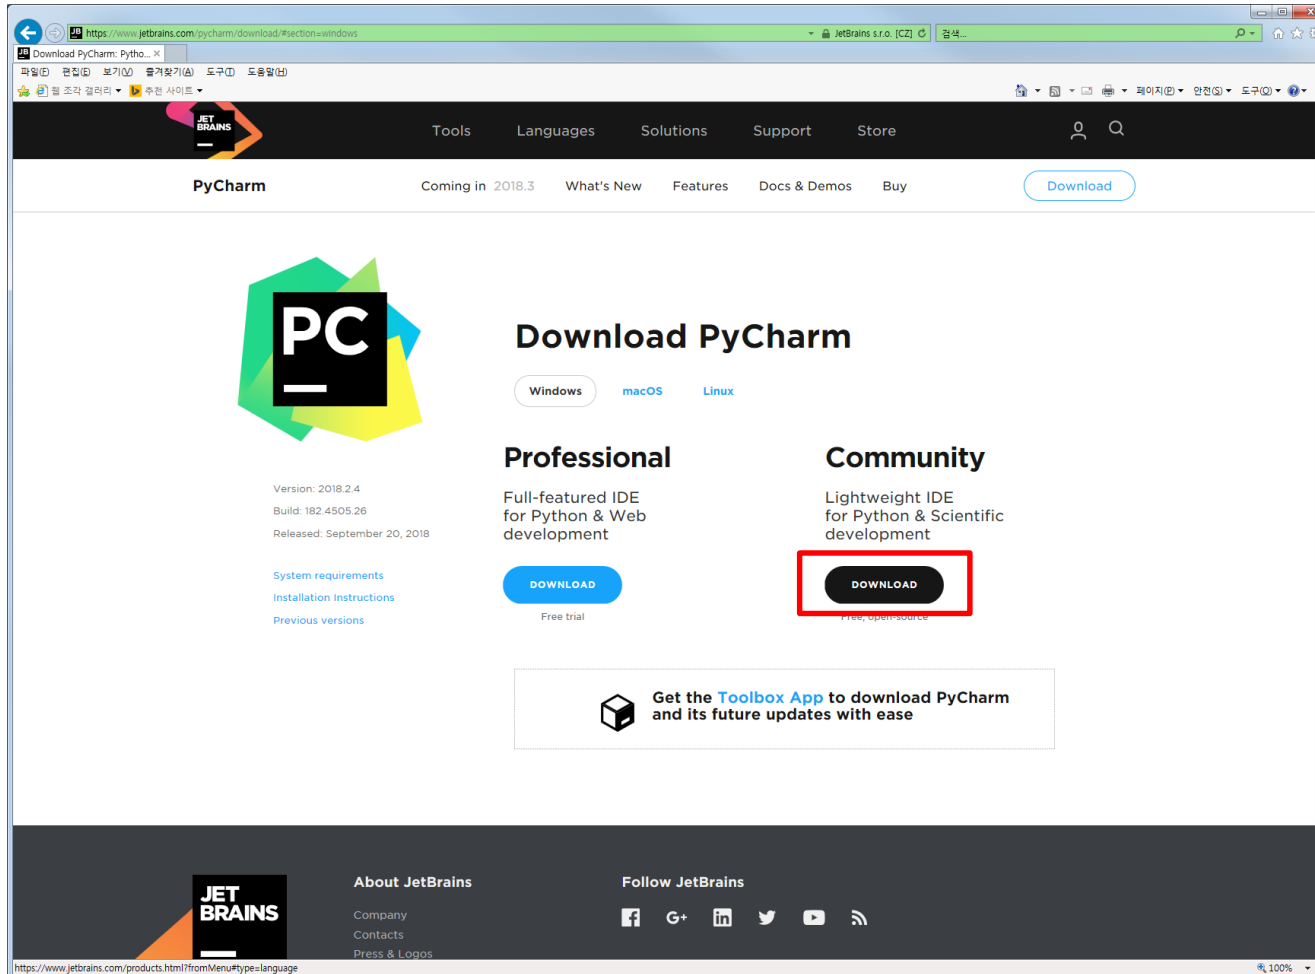 https://www.jetbrains.com/pycharm/download/#section=windows
JetBrains s.r.o. [CZ]
검색...
Download PyCharm: Pytho...
파일(F) 편집(E) 보기(V) 즐겨찾기(A) 도구(T) 도움말(H)
웹 조각 갤러리 추천 사이트
페이지(P) 안전(S) 도구(O)
JET
BRAINS
Tools Languages Solutions Support Store
PyCharm
Coming in 2018.3 What's New Features Docs & Demos Buy
Download
PC
Download PyCharm
Windows macOS Linux
Version: 2018.2.4
Build: 182.4505.26
Released: September 20, 2018
System requirements
Installation Instructions
Previous versions
Professional
Full-featured IDE
for Python & Web
development
DOWNLOAD
Free trial
Community
Lightweight IDE
for Python & Scientific
development
DOWNLOAD
Free, open-source
Get the Toolbox App to download PyCharm
and its future updates with ease
JET
BRAINS
About JetBrains
Company
Contacts
Press & Logos
Follow JetBrains
https://www.jetbrains.com/products.html?fromMenu#type=language
100%